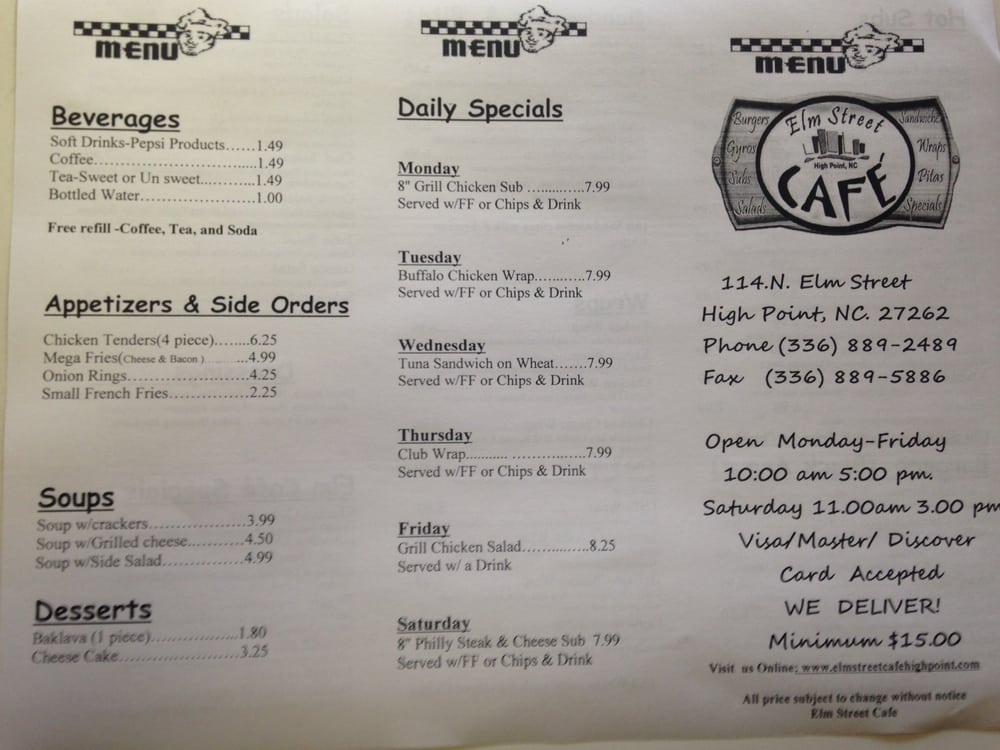 MENU
Beverages
Soft Drinks-Pepsi Products......1.49
Coffee.................................1.49
Tea-Sweet or Un sweet...........1.49
Bottled Water.......................1.00
Free refill -Coffee, Tea, and Soda
Appetizers & Side Orders
Chicken Tenders(4 piece)........6.25
Mega Fries(Cheese & Bacon ) ...4.99
Onion Rings..........................4.25
Small French Fries................2.25
Soups
Soup w/crackers....................3.99
Soup w/Grilled cheese............4.50
Soup w/Side Salad.................4.99
Desserts
Baklava (1 piece)..................1.80
Cheese Cake.........................3.25
MENU
Daily Specials
Monday
8" Grill Chicken Sub ............7.99
Served w/FF or Chips & Drink
Tuesday
Buffalo Chicken Wrap..........7.99
Served w/FF or Chips & Drink
Wednesday
Tuna Sandwich on Wheat.......7.99
Served w/FF or Chips & Drink
Thursday
Club Wrap........... ...............7.99
Served w/FF or Chips & Drink
Friday
Grill Chicken Salad..............8.25
Served w/ a Drink
Saturday
8" Philly Steak & Cheese Sub 7.99
Served w/FF or Chips & Drink
MENU
Burgers
Gyros
Subs
Salads
Elm Street
High Point, NC
CAFÉ
Sandwiche
Wraps
Pitas
Specials
114.N. Elm Street
High Point, NC. 27262
Phone (336) 889-2489
Fax (336) 889-5886
Open Monday-Friday
10:00 am 5:00 pm.
Saturday 11.00am 3.00 pm
Visa/Master/ Discover
Card Accepted
WE DELIVER!
Minimum $15.00
Visit us Online: www.elmstreetcafehighpoint.com
All price subject to change without notice
Elm Street Cafe